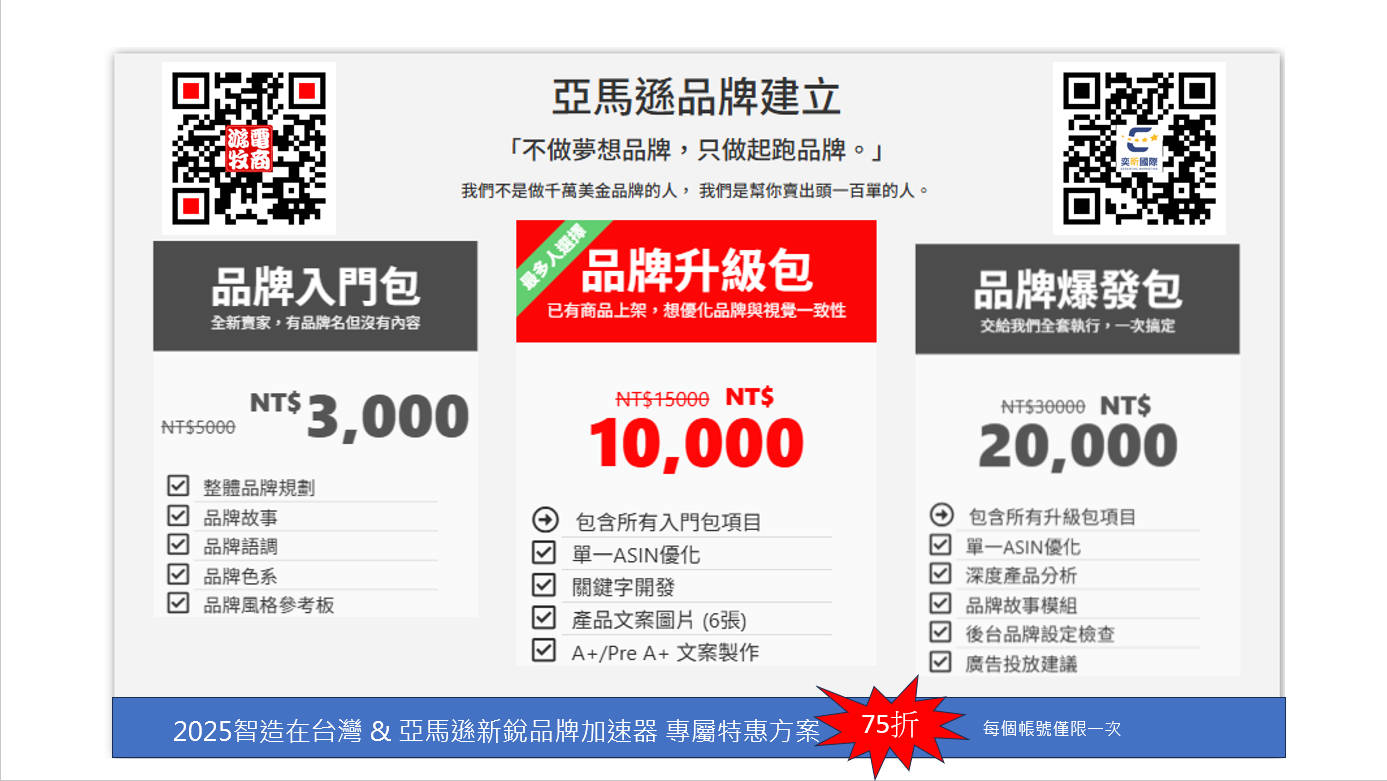 亞馬遜品牌建立
「不做夢想品牌，只做起跑品牌。」
我們不是做千萬美金品牌的人， 我們是幫你賣出頭一百單的人。
游牧電商
奕昕國際
品牌入門包
全新賣家，有品牌名但沒有內容
NT$5000 NT$3,000
整體品牌規劃
品牌故事
品牌語調
品牌色系
品牌風格參考板
最多人選擇
品牌升級包
已有商品上架，想優化品牌與視覺一致性
NT$15000 NT$
10,000
包含所有入門包項目
單一ASIN優化
關鍵字開發
產品文案圖片 (6張)
A+/Pre A+ 文案製作
品牌爆發包
交給我們全套執行，一次搞定
NT$30000 NT$
20,000
包含所有升級包項目
單一ASIN優化
深度產品分析
品牌故事模組
後台品牌設定檢查
廣告投放建議
2025智造在台灣 & 亞馬遜新銳品牌加速器 專屬特惠方案
75折
每個帳號僅限一次